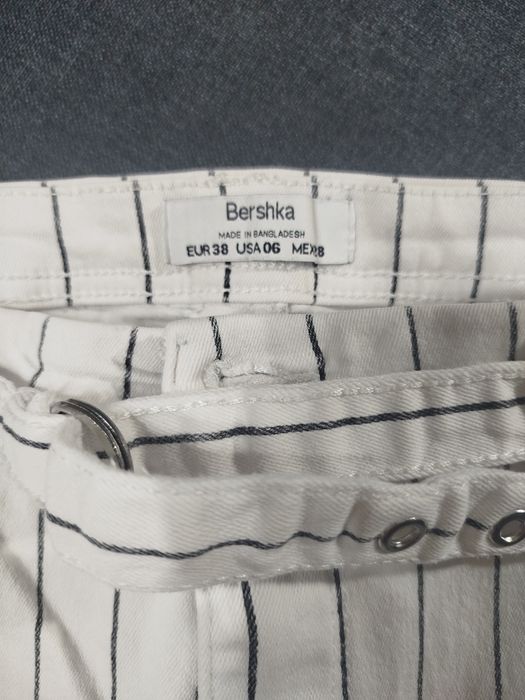 Bershka
MADE IN BANGLADESH
EUR 38 USA 06 MEX 28